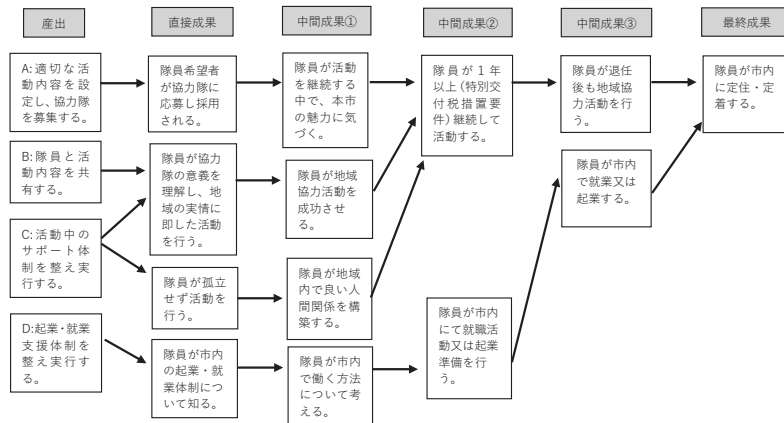 産出
直接成果
中間成果①
中間成果②
中間成果③
最終成果
A:適切な活
動内容を設
定し、協力隊
を募集する。
B:隊員と活
動内容を共
有する。
C:活動中の
サポート体
制を整え実
行する。
D:起業・就業
支援体制を
整え実行す
る。
隊員希望者
が協力隊に
応募し採用
される。
隊員が協力
隊の意義を
理解し、地
域の実情に
即した活動
を行う。
隊員が孤立
せず活動を
行う。
隊員が市内
の起業・就
業体制につ
いて知る。
隊員が活動
を継続する
中で、本市
の魅力に気
づく。
隊員が地域
協力活動を
成功させ
る。
隊員が地域
内で良い人
間関係を構
築する。
隊員が市内
で働く方法
について考
える。
隊員が1年
以上(特別交
付税措置要
件)継続して
活動する。
隊員が市内
にて就職活
動又は起業
準備を行
う。
隊員が退任
後も地域協
力活動を行
う。
隊員が市内
で就業又は
起業する。
隊員が市内
に定住・定
着する。